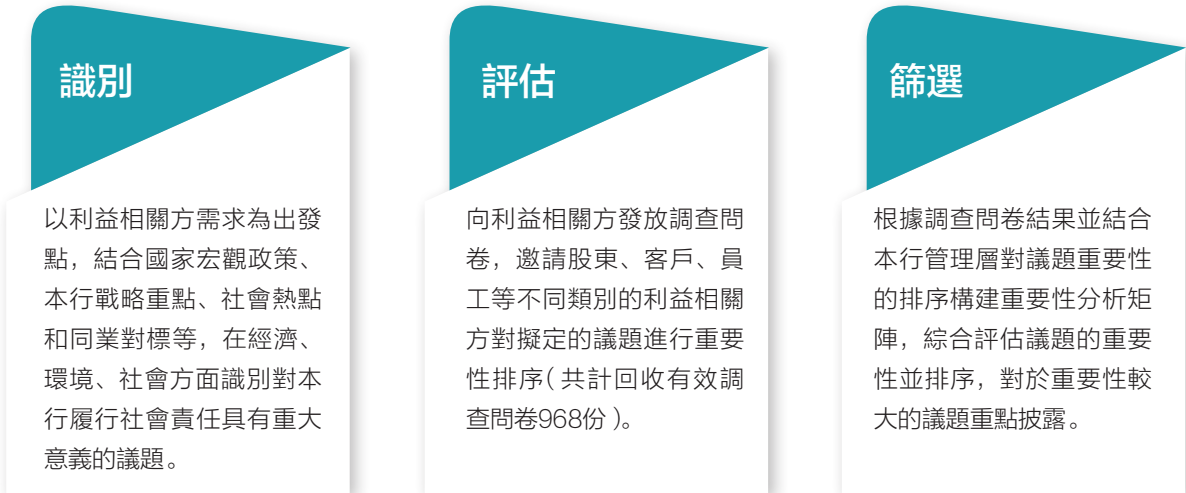 識別
以利益相關方需求為出發
點，結合國家宏觀政策、
本行戰略重點、社會熱點
和同業對標等，在經濟、
環境、社會方面識別對本
行履行社會責任具有重大
意義的議題。
評估
向利益相關方發放調查問
卷，邀請股東、客戶、員
工等不同類別的利益相關
方對擬定的議題進行重要
性排序（共計回收有效調
查問卷968份）。
篩選
根據調查問卷結果並結合
本行管理層對議題重要性
的排序構建重要性分析矩
陣，綜合評估議題的重要
性並排序，對於重要性較
大的議題重點披露。